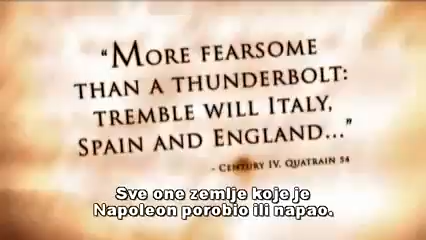 “More fearsome
than a thunderbolt:
tremble will Italy,
Spain and England...”
- Century IV, Quatrain 54
Sve one zemlje koje je
Napoleon porobio ili napao.